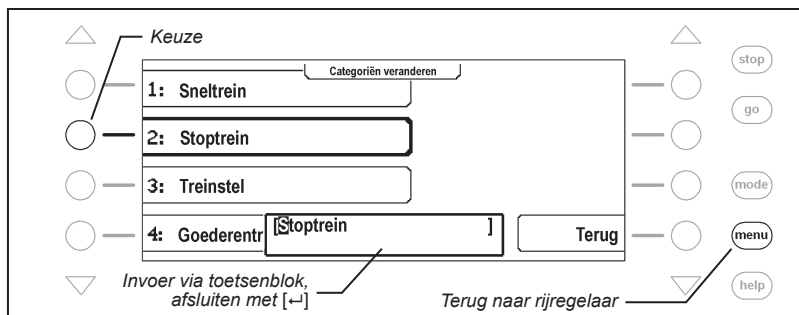 Keuze
Categoriën veranderen
stop
1: Sneltrein
go
2: Stoptrein
3: Treinstel
mode
4: Goederentr
[Stoptrein ]
Terug
menu
Invoer via toetsenblok,
afsluiten met [↵]
Terug naar rijregelaar
help